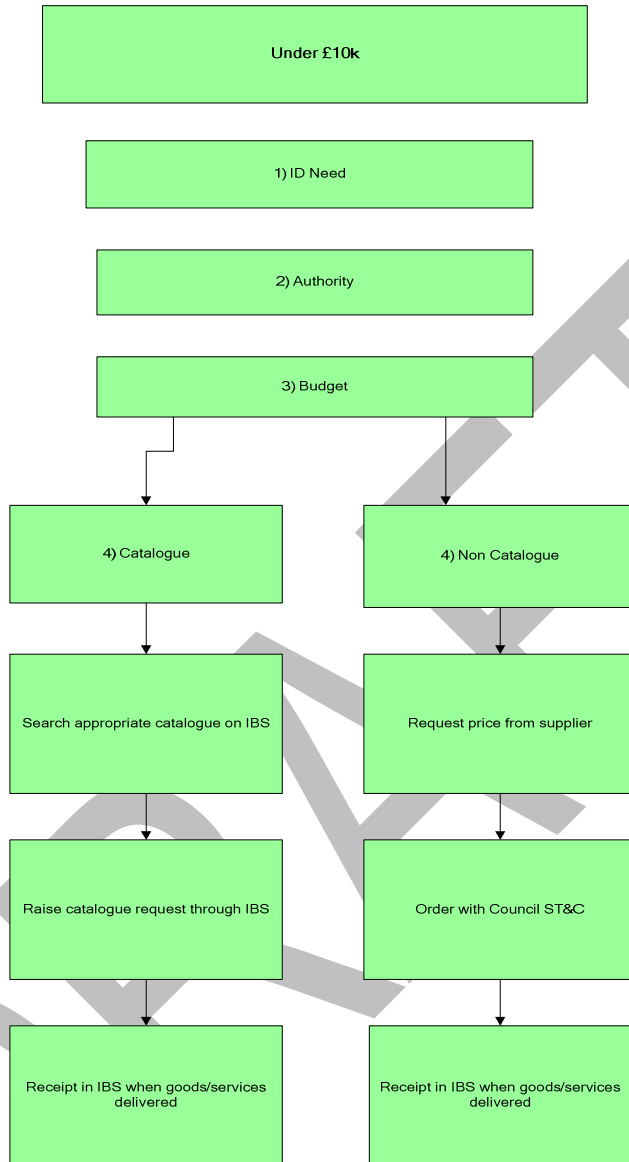 Under £10k
1) ID Need
2) Authority
3) Budget
4) Catalogue
4) Non Catalogue
Search appropriate catalogue on IBS
Request price from supplier
Raise catalogue request through IBS
Order with Council ST&C
Receipt in IBS when goods/services
delivered
Receipt in IBS when goods/services
delivered